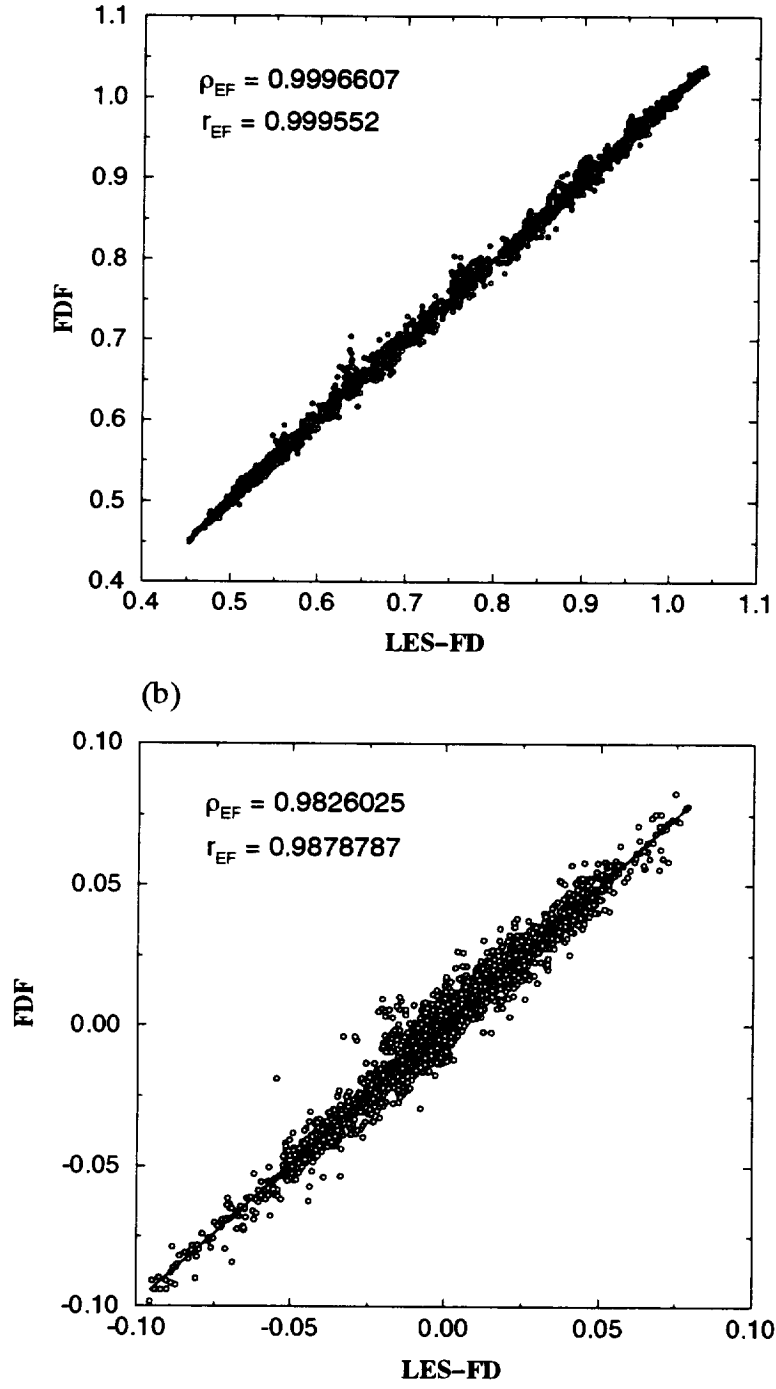 1.1
ρEF = 0.9996607
rEF = 0.999552
1.0
0.9
0.8
FDF
0.7
0.6
0.5
0.4
0.4 0.5 0.6 0.7 0.8 0.9 1.0 1.1
LES–FD
(b)
0.10
ρEF = 0.9826025
rEF = 0.9878787
0.05
FDF
0.00
-0.05
-0.10
-0.10 -0.05 0.00 0.05 0.10
LES–FD